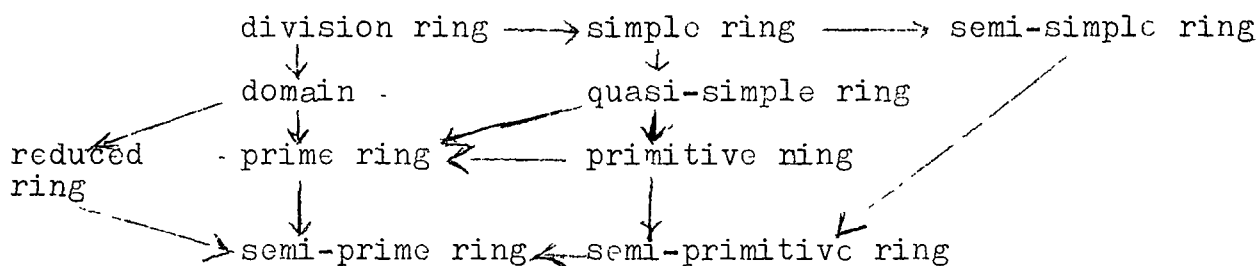 division ring simple ring semi-simple ring
domain quasi-simple ring
reduced prime ring primitive ning
ring
semi-prime ring semi-primitive ring